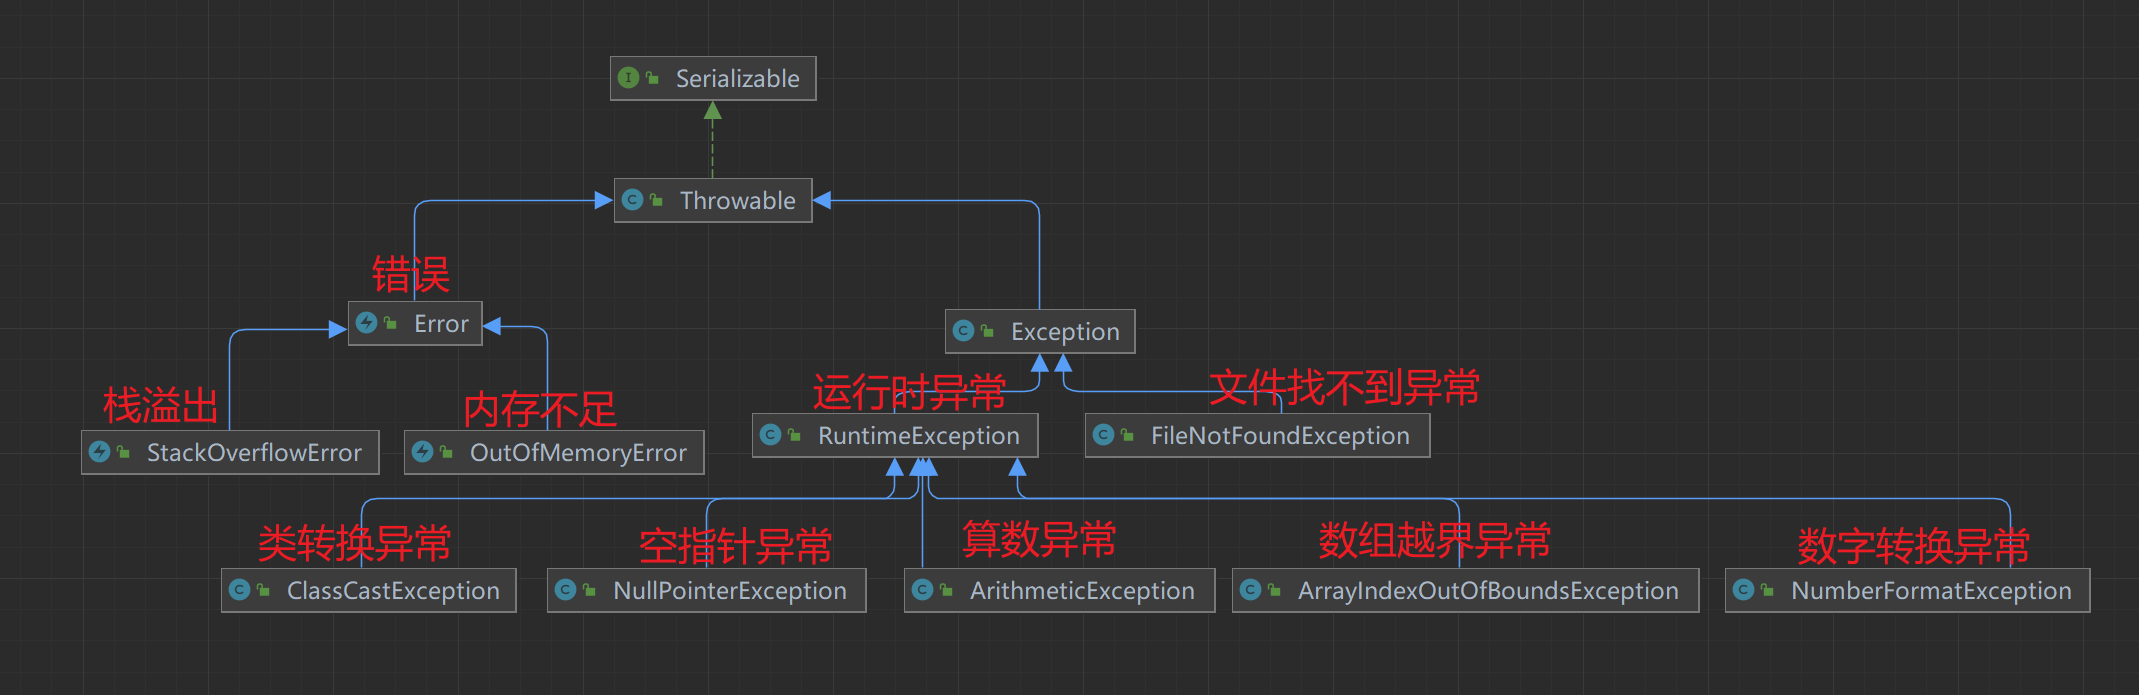 Serializable
Throwable
错误
Error
Exception
栈溢出
内存不足
运行时异常
文件找不到异常
StackOverflowError
OutOfMemoryError
RuntimeException
FileNotFoundException
类转换异常
空指针异常
算数异常
数组越界异常
数字转换异常
ClassCastException
NullPointerException
ArithmeticException
ArrayIndexOutOfBoundsException
NumberFormatException